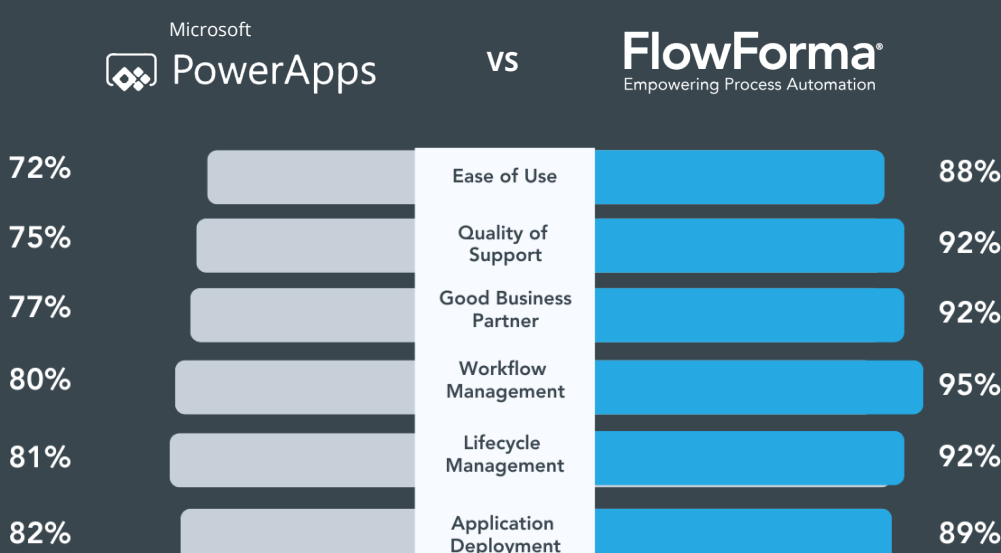 Microsoft
PowerApps
VS
FlowForma®
Empowering Process Automation
72%
Ease of Use
88%
75%
Quality of
Support
92%
77%
Good Business
Partner
92%
80%
Workflow
Management
95%
81%
Lifecycle
Management
92%
82%
Application
Deployment
89%